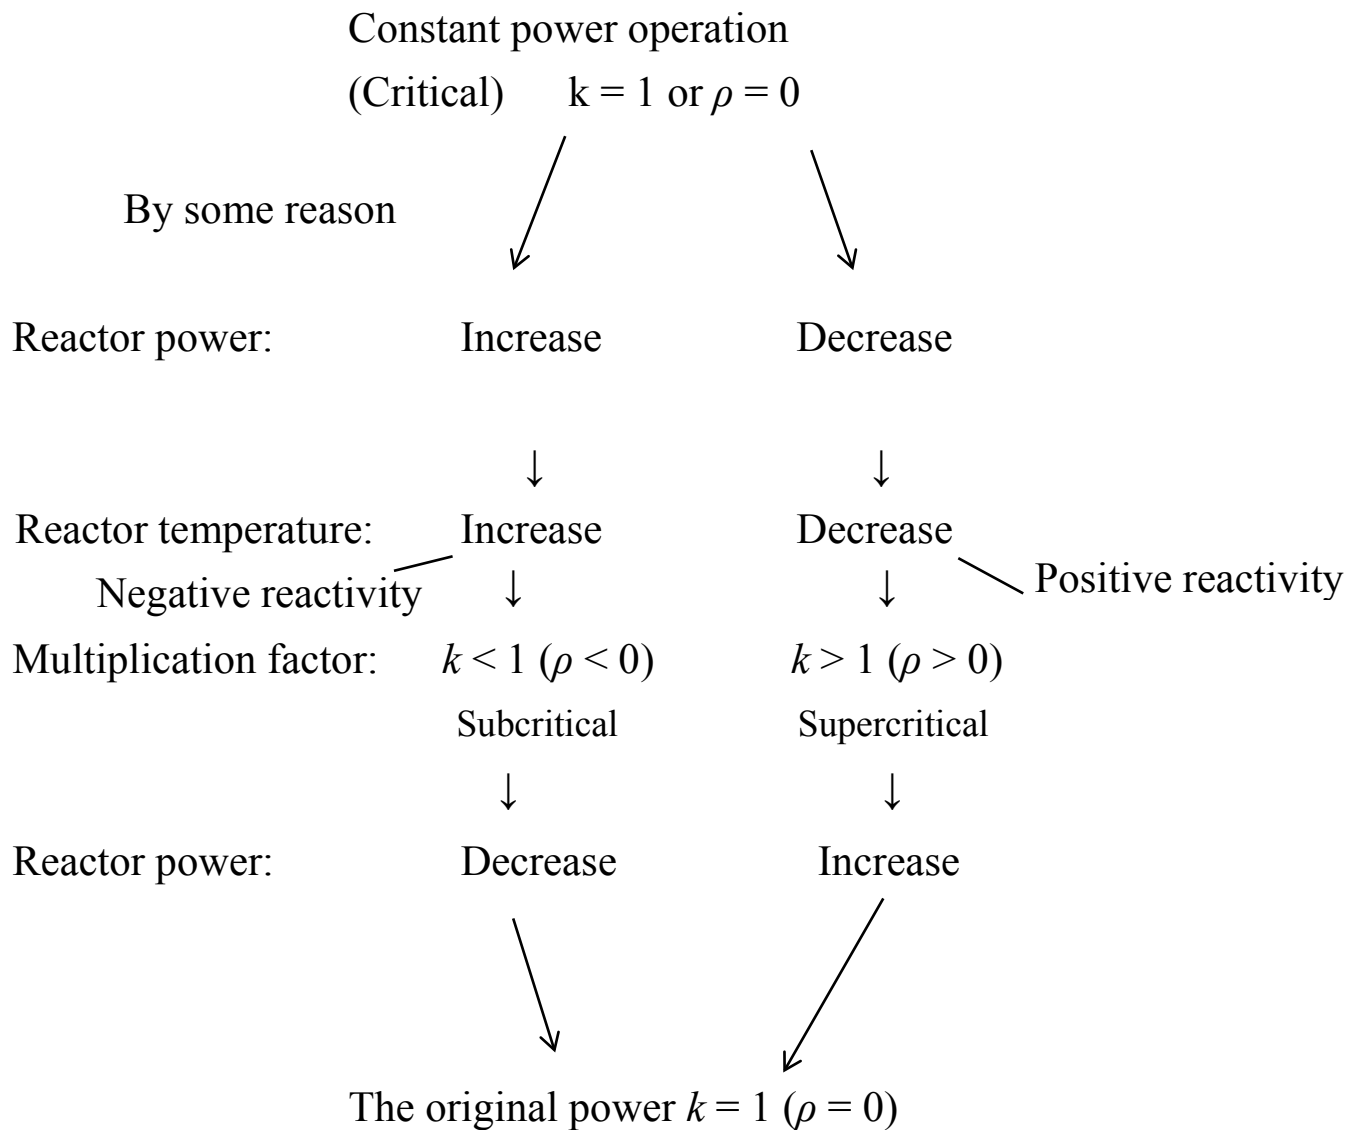 Constant power operation
(Critical) k = 1 or ρ = 0
By some reason
Reactor power: Increase Decrease
↓ ↓
Reactor temperature: Increase Decrease
Negative reactivity ↓ ↓ Positive reactivity
Multiplication factor: k < 1 (ρ < 0) k > 1 (ρ > 0)
Subcritical Supercritical
↓ ↓
Reactor power: Decrease Increase
The original power k = 1 (ρ = 0)